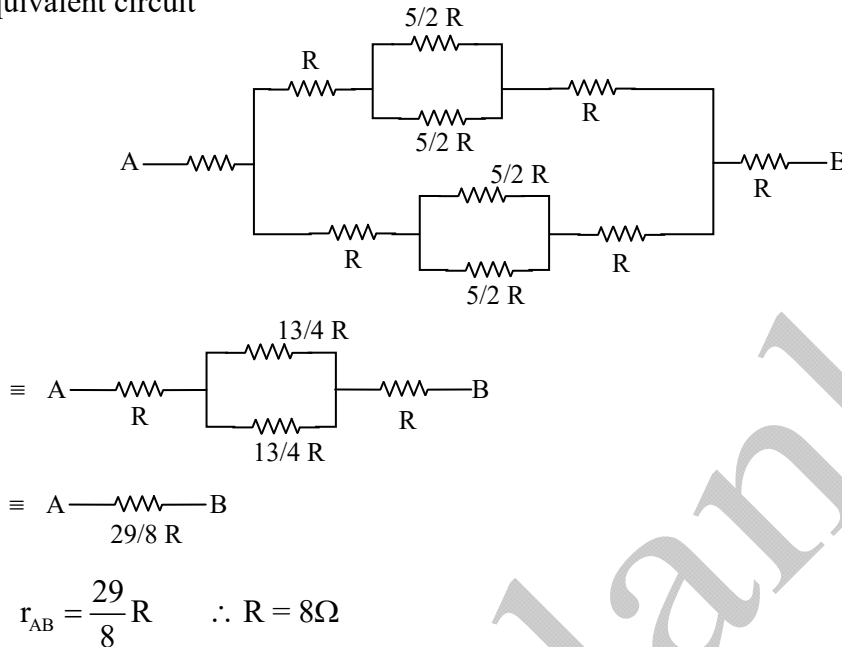 quivalent circuit
5/2 R
R
5/2 R
R
A
B
R
5/2 R
R
R
5/2 R
13/4 R
≡ A
B
R
R
13/4 R
≡ A B
29/8 R
r_AB = 29/8 R ∴ R = 8Ω